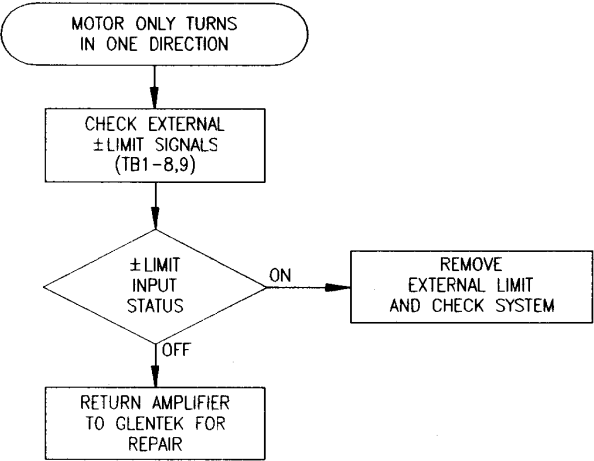 MOTOR ONLY TURNS
IN ONE DIRECTION
CHECK EXTERNAL
±LIMIT SIGNALS
(TB1-8,9)
±LIMIT
INPUT
STATUS
ON
REMOVE
EXTERNAL LIMIT
AND CHECK SYSTEM
OFF
RETURN AMPLIFIER
TO GLENTEK FOR
REPAIR